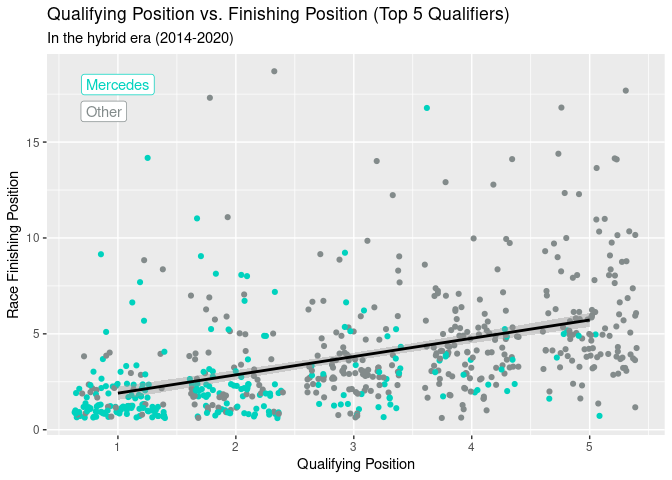 Qualifying Position vs. Finishing Position (Top 5 Qualifiers)
In the hybrid era (2014-2020)
Mercedes
Other
Race Finishing Position
15
10
5
0
1 2 3 4 5
Qualifying Position